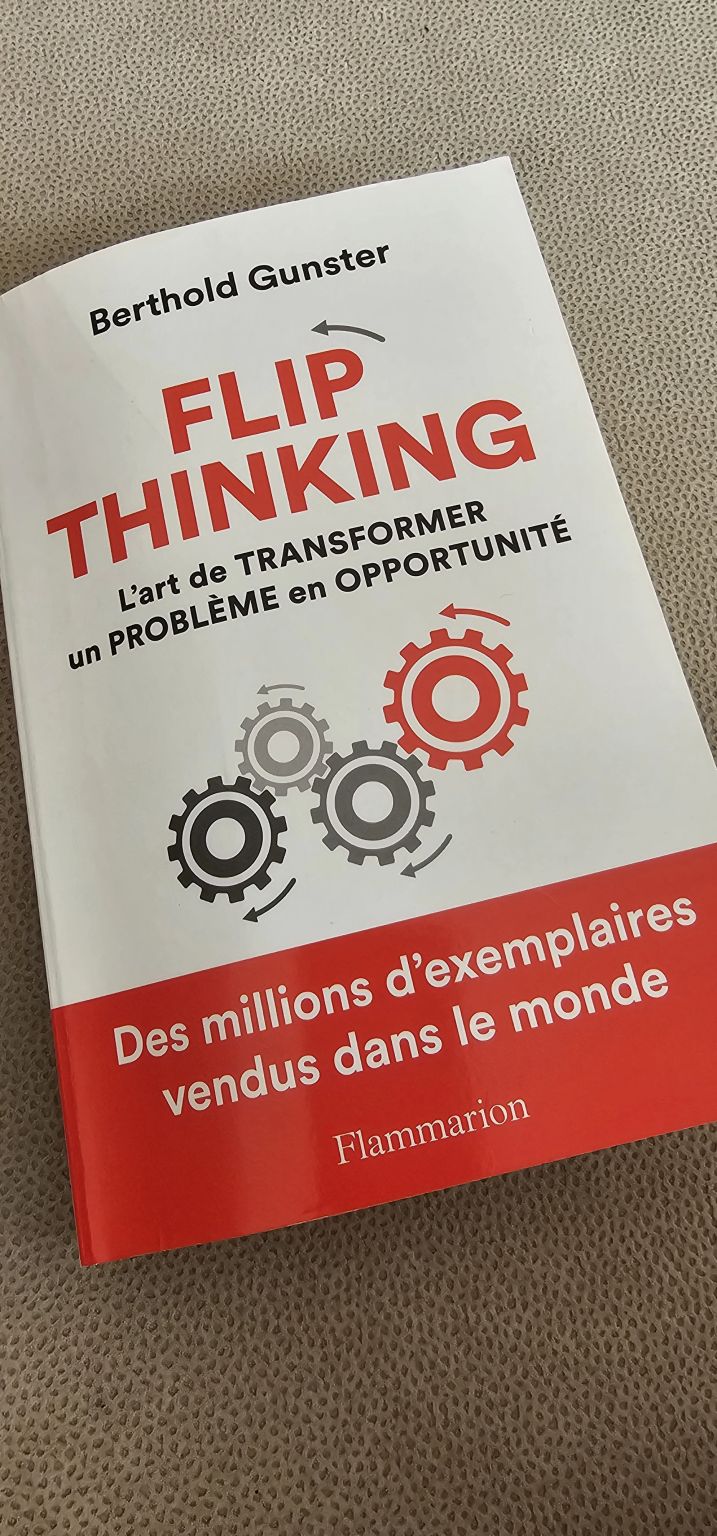 Berthold Gunster
FLIP
THINKING
L'art de TRANSFORMER
un PROBLÈME en OPPORTUNITÉ
Des millions d'exemplaires
vendus dans le monde
Flammarion